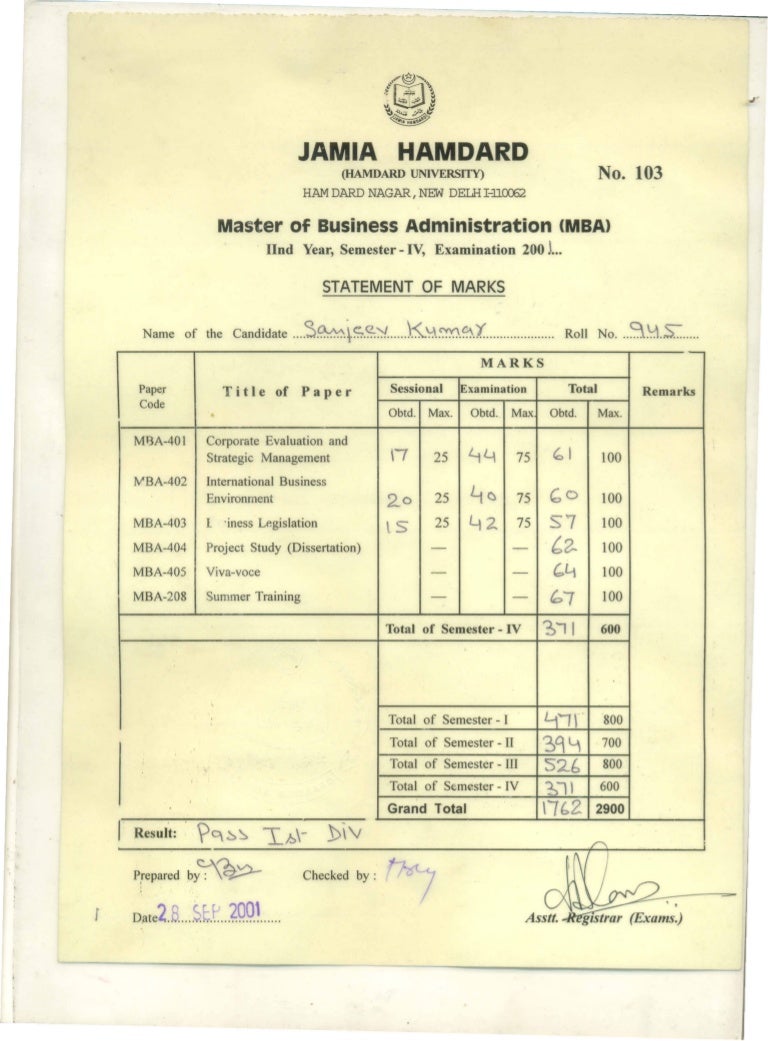 JAMIA HAMDARD
(HAMDARD UNIVERSITY)
HAMDARD NAGAR, NEW DELHI-110062
No. 103
Master of Business Administration (MBA)
IInd Year, Semester - IV, Examination 2001...
STATEMENT OF MARKS
Name of the Candidate Sanjeev Kumar Roll No. 945
Paper Code Title of Paper MARKS Remarks
Sessional Examination Total
Obtd. Max. Obtd. Max. Obtd. Max.
MBA-401 Corporate Evaluation and
Strategic Management 17 25 44 75 61 100
MBA-402 International Business
Environment 20 25 40 75 60 100
MBA-403 iness Legislation 15 25 42 75 57 100
MBA-404 Project Study (Dissertation) — — 62 100
MBA-405 Viva-voce — — 64 100
MBA-208 Summer Training — — 67 100
Total of Semester - IV 371 600
Total of Semester - I 471 800
Total of Semester - II 394 700
Total of Semester - III 526 800
Total of Semester - IV 371 600
Grand Total 1762 2900
Result: Pass Ist Div
Prepared by : Checked by :
Date 28 SEP 2001
Asstt. Registrar (Exams.)